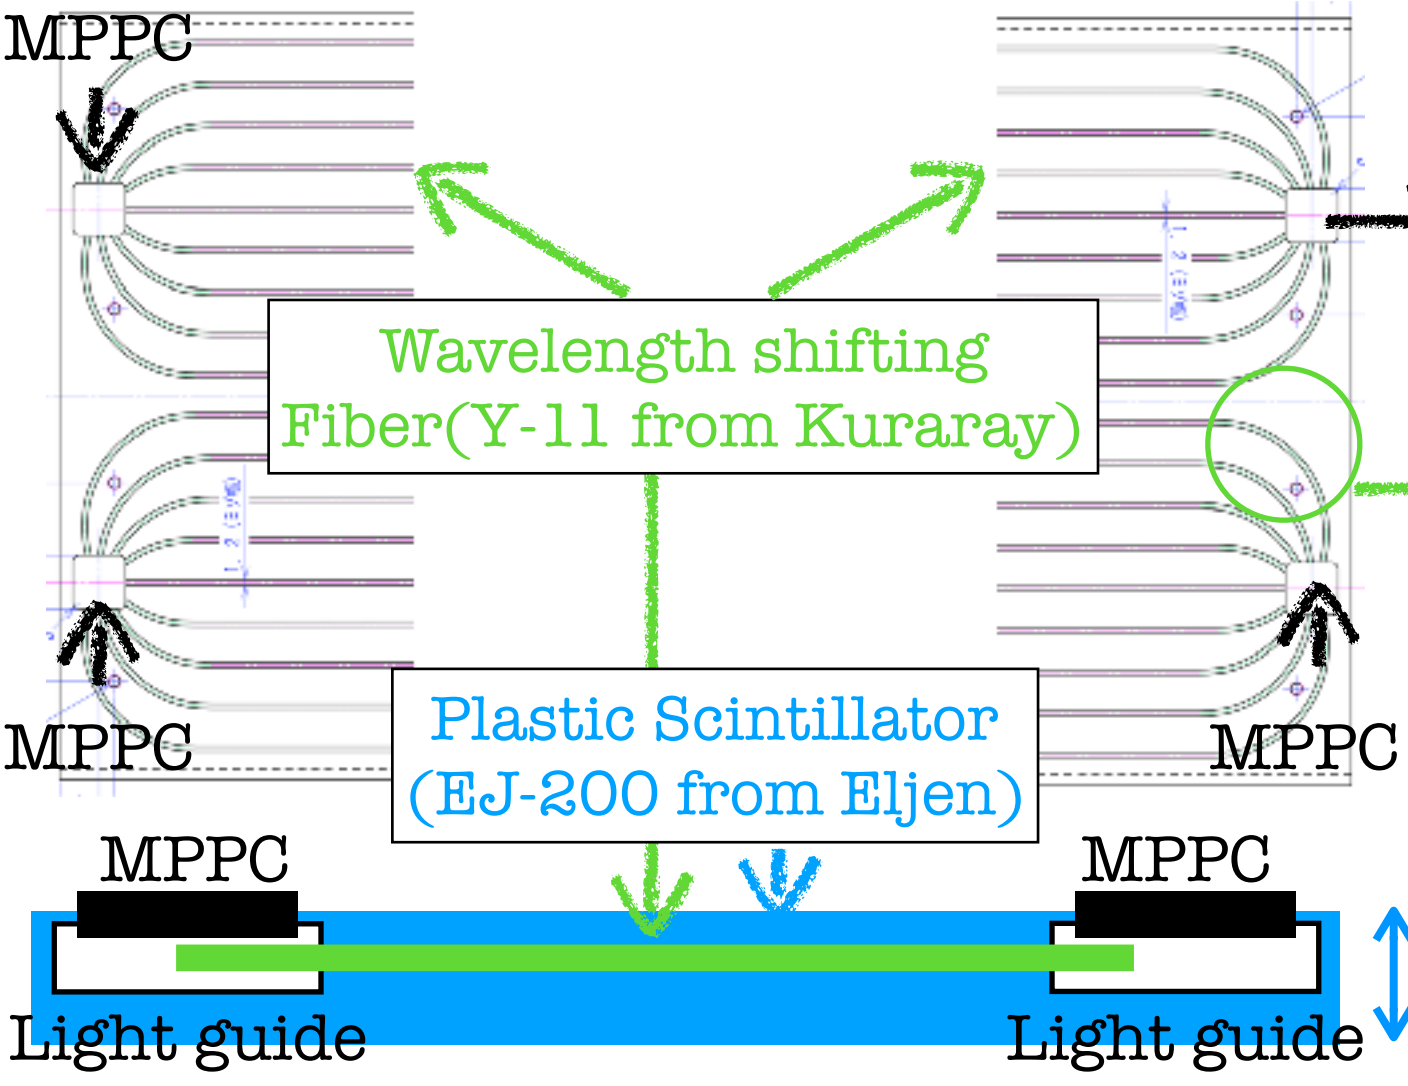 MPPC
Wavelength shifting
Fiber(Y-11 from Kuraray)
Plastic Scintillator
(EJ-200 from Eljen)
MPPC
MPPC
MPPC
MPPC
Light guide
Light guide